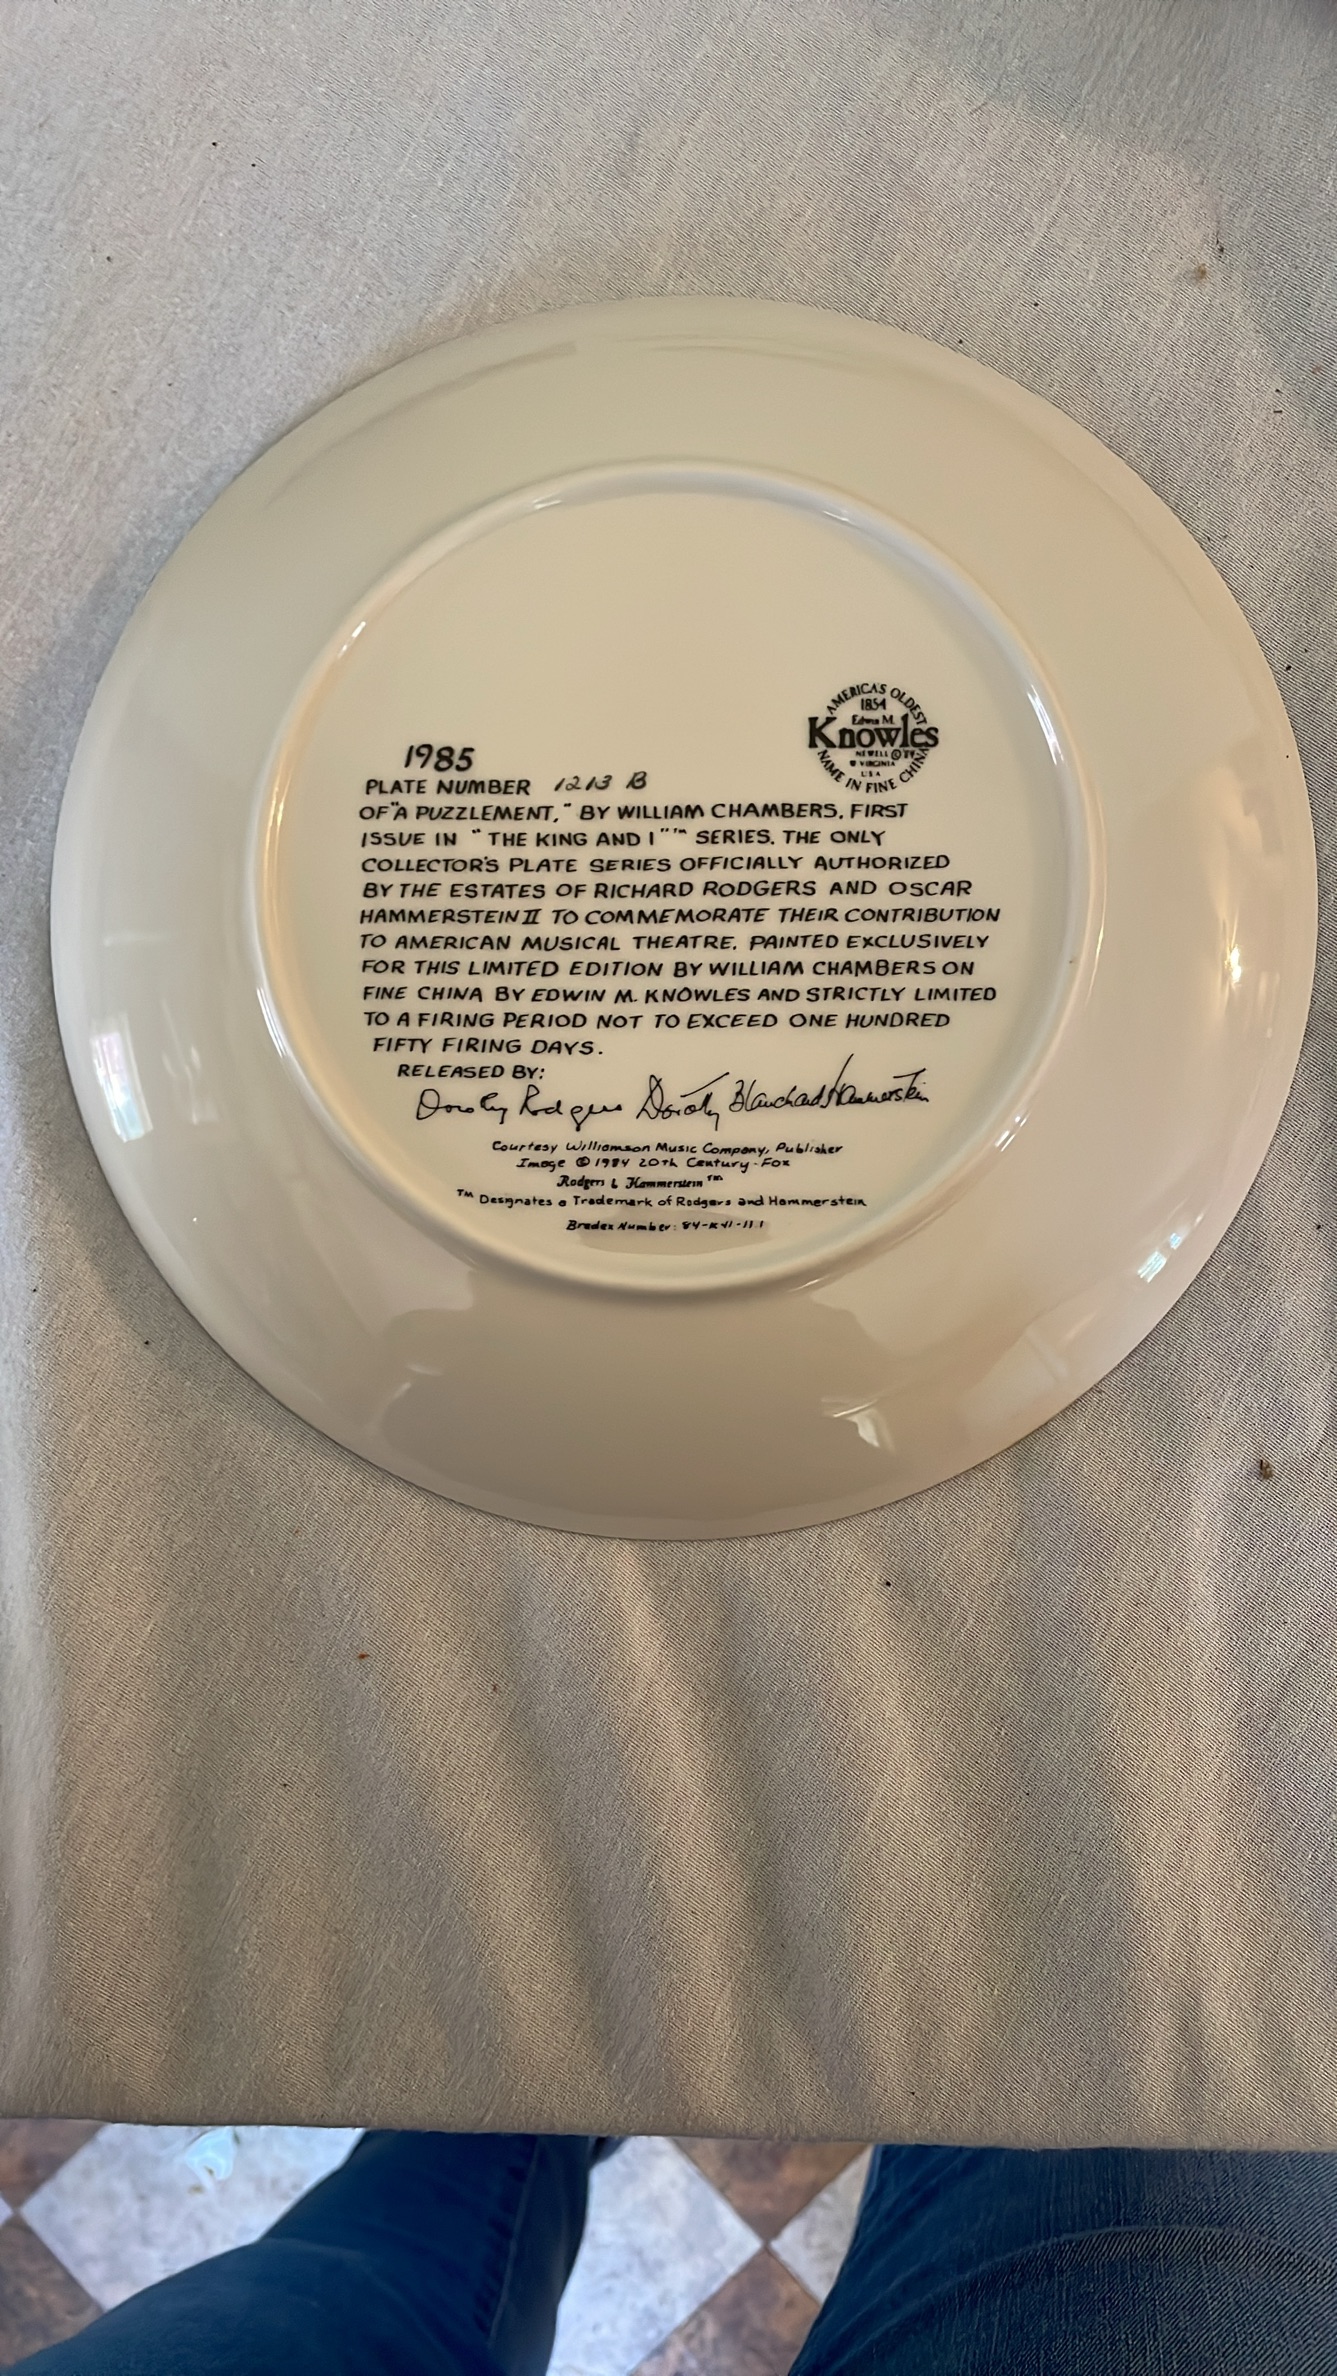 AMERICA'S OLDEST
1854
Edwin M.
Knowles
NEWELL
VIRGINIA
U S A
NAME IN FINE CHINA
1985
PLATE NUMBER 1213 B
OF "A PUZZLEMENT," BY WILLIAM CHAMBERS, FIRST
ISSUE IN "THE KING AND I"™ SERIES. THE ONLY
COLLECTOR'S PLATE SERIES OFFICIALLY AUTHORIZED
BY THE ESTATES OF RICHARD RODGERS AND OSCAR
HAMMERSTEIN II TO COMMEMORATE THEIR CONTRIBUTION
TO AMERICAN MUSICAL THEATRE. PAINTED EXCLUSIVELY
FOR THIS LIMITED EDITION BY WILLIAM CHAMBERS ON
FINE CHINA BY EDWIN M. KNOWLES AND STRICTLY LIMITED
TO A FIRING PERIOD NOT TO EXCEED ONE HUNDRED
FIFTY FIRING DAYS.
RELEASED BY:
Dorothy Rodgers Dorothy Blanchard Hammerstein
Courtesy Williamson Music Company, Publisher
Image © 1984 20th Century-Fox
Rodgers & Hammerstein™
™ Designates a Trademark of Rodgers and Hammerstein
Bradex Number: 84-K41-11.1